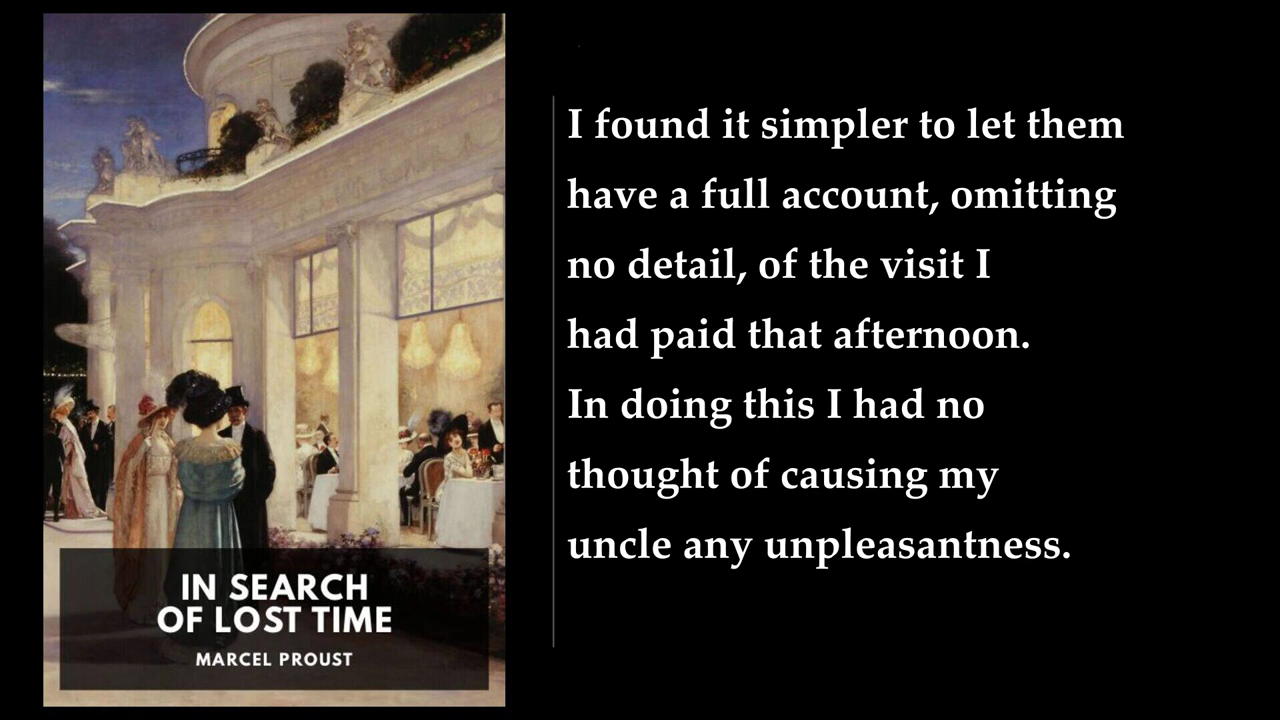 IN SEARCH
OF LOST TIME
MARCEL PROUST
I found it simpler to let them
have a full account, omitting
no detail, of the visit I
had paid that afternoon.
In doing this I had no
thought of causing my
uncle any unpleasantness.